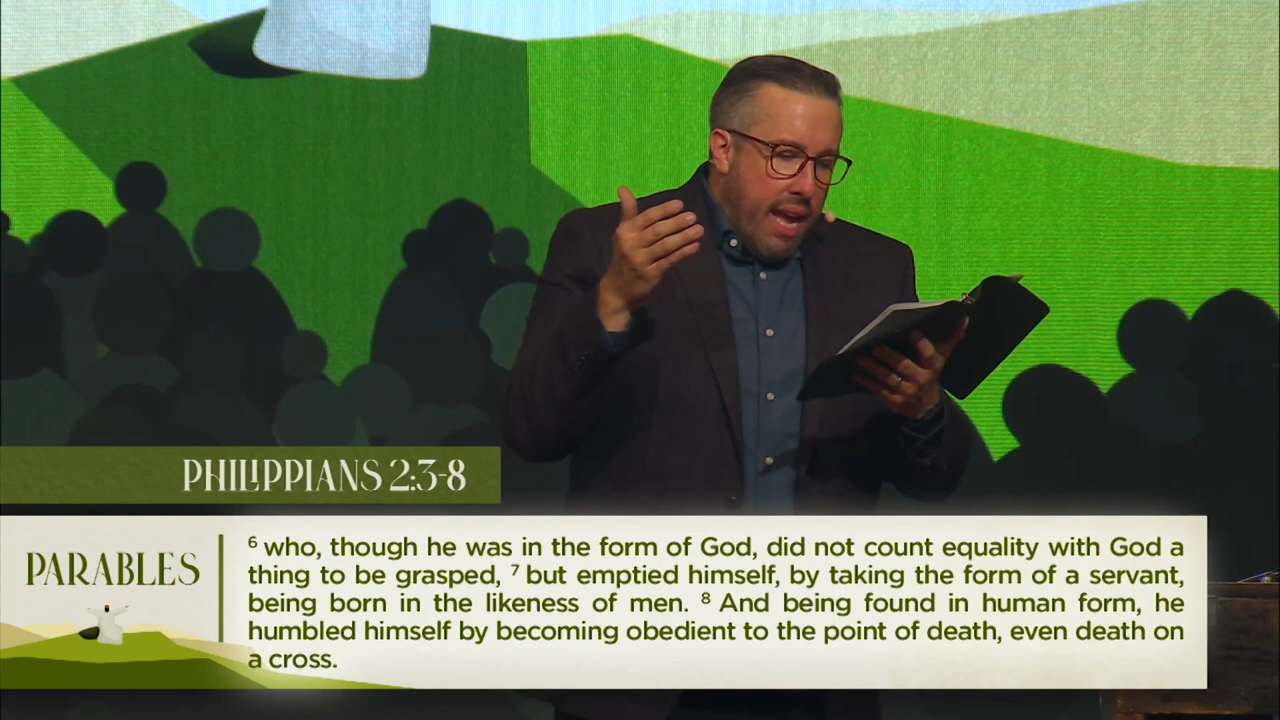 PHILIPPIANS 2:3-8
PARABLES
⁶ who, though he was in the form of God, did not count equality with God a
thing to be grasped, ⁷ but emptied himself, by taking the form of a servant,
being born in the likeness of men. ⁸ And being found in human form, he
humbled himself by becoming obedient to the point of death, even death on
a cross.